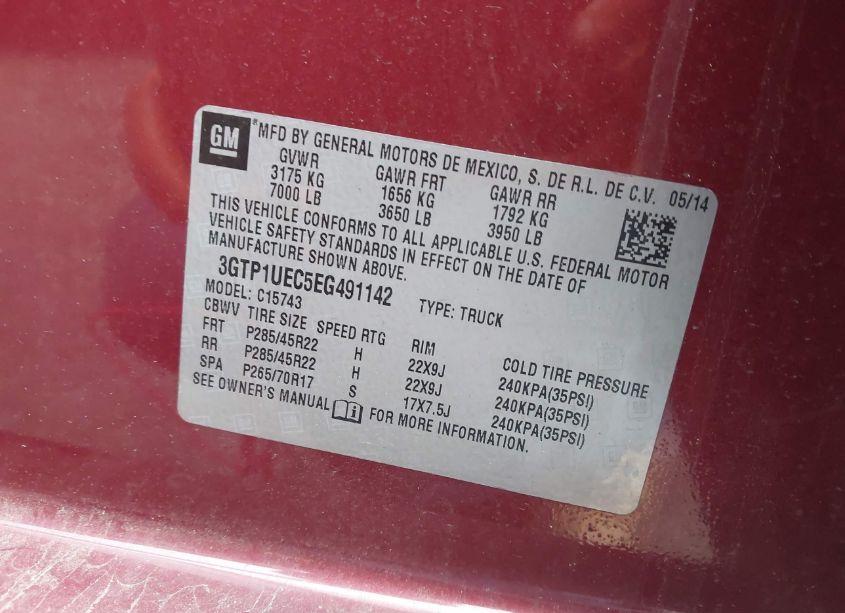 GM
MFD BY GENERAL MOTORS DE MEXICO, S. DE R.L. DE C.V. 05/14
GVWR GAWR FRT GAWR RR
3175 KG 1656 KG 1792 KG
7000 LB 3650 LB 3950 LB
THIS VEHICLE CONFORMS TO ALL APPLICABLE U.S. FEDERAL MOTOR
VEHICLE SAFETY STANDARDS IN EFFECT ON THE DATE OF
MANUFACTURE SHOWN ABOVE.
3GTP1UEC5EG491142 TYPE: TRUCK
MODEL: C15743
CBWV TIRE SIZE SPEED RTG RIM COLD TIRE PRESSURE
FRT P285/45R22 H 22X9J 240KPA(35PSI)
RR P285/45R22 H 22X9J 240KPA(35PSI)
SPA P265/70R17 S 17X7.5J 240KPA(35PSI)
SEE OWNER'S MANUAL FOR MORE INFORMATION.